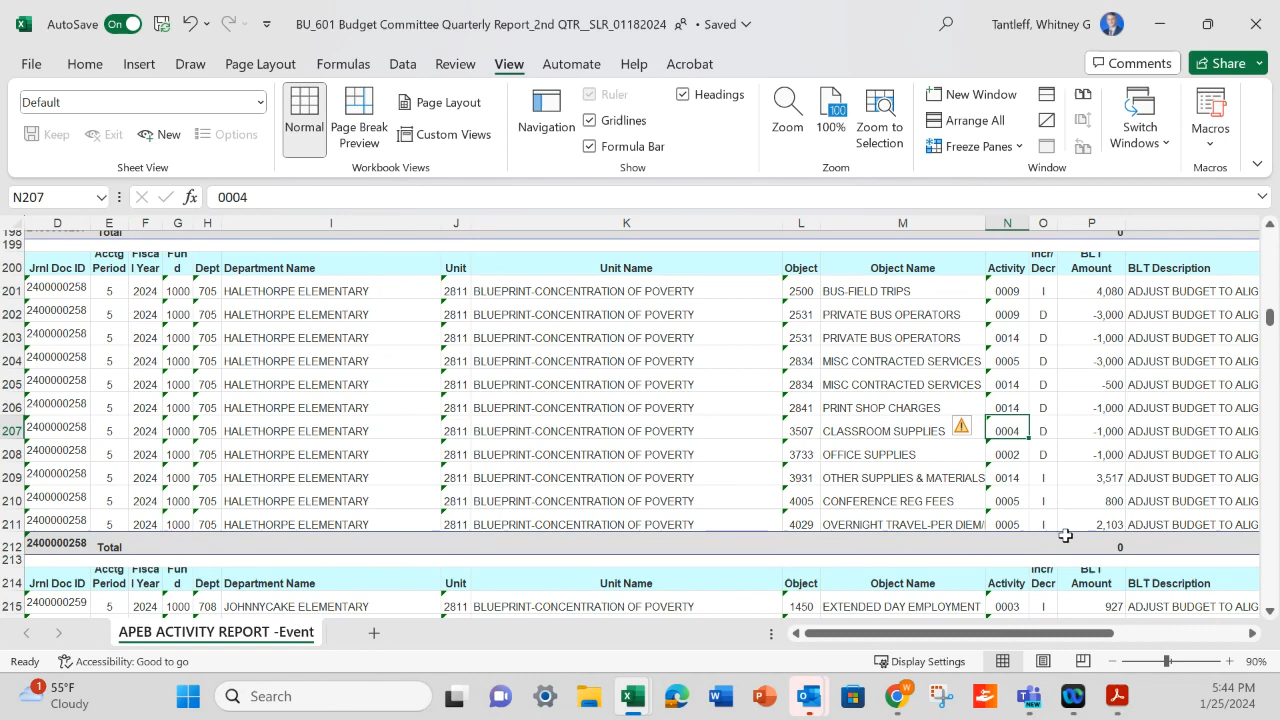 AutoSave On BU_601 Budget Committee Quarterly Report_2nd QTR_SLR_01182024 • Saved Tantleff, Whitney G
File Home Insert Draw Page Layout Formulas Data Review View Automate Help Acrobat Comments Share
Default
Keep Exit New Options
Sheet View
Normal
Page Break Preview
Page Layout
Custom Views
Workbook Views
Navigation
Ruler
Gridlines
Formula Bar
Headings
Show
Zoom
100
100%
Zoom to Selection
Zoom
New Window
Arrange All
Freeze Panes
Switch Windows
Window
Macros
Macros
N207 fx 0004
D E F G H I J K L M N O P
198 Total 0
199
200 Jrnl Doc ID Acctg Period Fisca l Year Fun d Dept Department Name Unit Unit Name Object Object Name Activity Incr/ Decr BLT Amount BLT Description
201 2400000258 5 2024 1000 705 HALETHORPE ELEMENTARY 2811 BLUEPRINT-CONCENTRATION OF POVERTY 2500 BUS-FIELD TRIPS 0009 I 4,080 ADJUST BUDGET TO ALIG
202 2400000258 5 2024 1000 705 HALETHORPE ELEMENTARY 2811 BLUEPRINT-CONCENTRATION OF POVERTY 2531 PRIVATE BUS OPERATORS 0009 D -3,000 ADJUST BUDGET TO ALIG
203 2400000258 5 2024 1000 705 HALETHORPE ELEMENTARY 2811 BLUEPRINT-CONCENTRATION OF POVERTY 2531 PRIVATE BUS OPERATORS 0014 D -1,000 ADJUST BUDGET TO ALIG
204 2400000258 5 2024 1000 705 HALETHORPE ELEMENTARY 2811 BLUEPRINT-CONCENTRATION OF POVERTY 2834 MISC CONTRACTED SERVICES 0005 D -3,000 ADJUST BUDGET TO ALIG
205 2400000258 5 2024 1000 705 HALETHORPE ELEMENTARY 2811 BLUEPRINT-CONCENTRATION OF POVERTY 2834 MISC CONTRACTED SERVICES 0014 D -500 ADJUST BUDGET TO ALIG
206 2400000258 5 2024 1000 705 HALETHORPE ELEMENTARY 2811 BLUEPRINT-CONCENTRATION OF POVERTY 2841 PRINT SHOP CHARGES 0014 D -1,000 ADJUST BUDGET TO ALIG
207 2400000258 5 2024 1000 705 HALETHORPE ELEMENTARY 2811 BLUEPRINT-CONCENTRATION OF POVERTY 3507 CLASSROOM SUPPLIES 0004 D -1,000 ADJUST BUDGET TO ALIG
208 2400000258 5 2024 1000 705 HALETHORPE ELEMENTARY 2811 BLUEPRINT-CONCENTRATION OF POVERTY 3733 OFFICE SUPPLIES 0002 D -1,000 ADJUST BUDGET TO ALIG
209 2400000258 5 2024 1000 705 HALETHORPE ELEMENTARY 2811 BLUEPRINT-CONCENTRATION OF POVERTY 3931 OTHER SUPPLIES & MATERIALS 0014 I 3,517 ADJUST BUDGET TO ALIG
210 2400000258 5 2024 1000 705 HALETHORPE ELEMENTARY 2811 BLUEPRINT-CONCENTRATION OF POVERTY 4005 CONFERENCE REG FEES 0005 I 800 ADJUST BUDGET TO ALIG
211 2400000258 5 2024 1000 705 HALETHORPE ELEMENTARY 2811 BLUEPRINT-CONCENTRATION OF POVERTY 4029 OVERNIGHT TRAVEL-PER DIEM/ 0005 I 2,103 ADJUST BUDGET TO ALIG
212 2400000258 Total 0
213
214 Jrnl Doc ID Acctg Period Fisca l Year Fun d Dept Department Name Unit Unit Name Object Object Name Activity Incr/ Decr BLT Amount BLT Description
215 2400000259 5 2024 1000 708 JOHNNYCAKE ELEMENTARY 2811 BLUEPRINT-CONCENTRATION OF POVERTY 1450 EXTENDED DAY EMPLOYMENT 0003 I 927 ADJUST BUDGET TO ALIG
APEB ACTIVITY REPORT -Event
Ready Accessibility: Good to go Display Settings 90%
1 55°F
Cloudy
Search
W
NEW
5:44 PM
1/25/2024